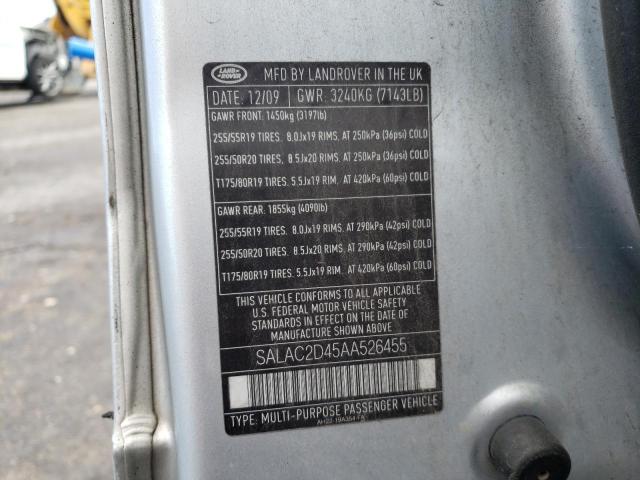 LAND ROVER
MFD BY LANDROVER IN THE UK
DATE: 12/09 GWR: 3240KG (7143LB)
GAWR FRONT: 1450kg (3197lb)
255/55R19 TIRES. 8.0Jx19 RIMS, AT 250kPa (36psi) COLD
255/50R20 TIRES, 8.5Jx20 RIMS, AT 250kPa (36psi) COLD
T175/80R19 TIRES. 5.5Jx19 RIM. AT 420kPa (60psi) COLD
GAWR REAR: 1855kg (4090lb)
255/55R19 TIRES. 8.0Jx19 RIMS, AT 290kPa (42psi) COLD
255/50R20 TIRES. 8.5Jx20 RIMS, AT 290kPa (42psi) COLD
T175/80R19 TIRES. 5.5Jx19 RIM, AT 420kPa (60psi) COLD
THIS VEHICLE CONFORMS TO ALL APPLICABLE
U.S. FEDERAL MOTOR VEHICLE SAFETY
STANDARDS IN EFFECT ON THE DATE OF
MANUFACTURE SHOWN ABOVE
SALAC2D45AA526455
TYPE: MULTI-PURPOSE PASSENGER VEHICLE